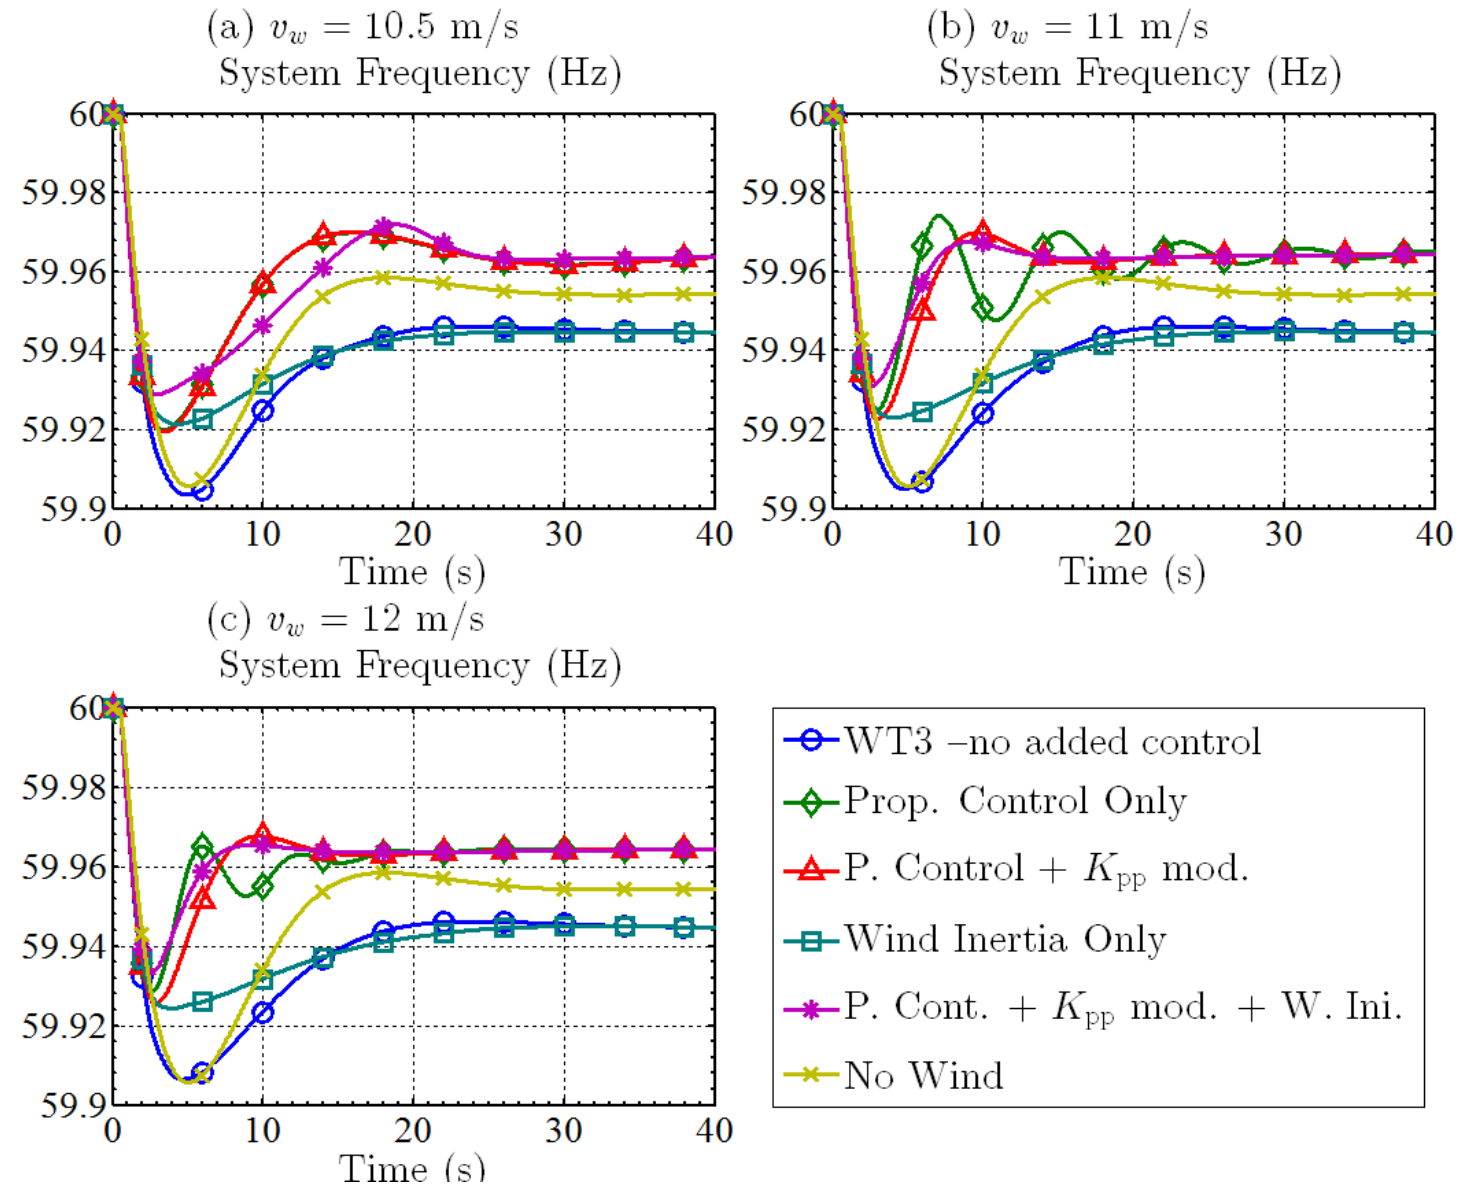 (a) v_w = 10.5 m/s
System Frequency (Hz)
60
59.98
59.96
59.94
59.92
59.9
0 10 20 30 40
Time (s)
(b) v_w = 11 m/s
System Frequency (Hz)
60
59.98
59.96
59.94
59.92
59.9
0 10 20 30 40
Time (s)
(c) v_w = 12 m/s
System Frequency (Hz)
60
59.98
59.96
59.94
59.92
59.9
0 10 20 30 40
Time (s)
WT3 –no added control
Prop. Control Only
P. Control + K_pp mod.
Wind Inertia Only
P. Cont. + K_pp mod. + W. Ini.
No Wind